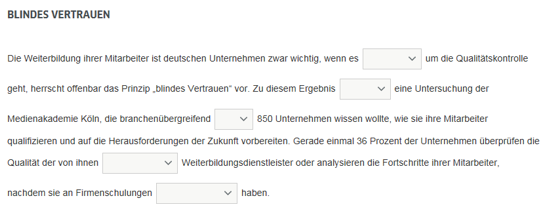 BLINDES VERTRAUEN
Die Weiterbildung ihrer Mitarbeiter ist deutschen Unternehmen zwar wichtig, wenn es um die Qualitätskontrolle
geht, herrscht offenbar das Prinzip „blindes Vertrauen“ vor. Zu diesem Ergebnis eine Untersuchung der
Medienakademie Köln, die branchenübergreifend 850 Unternehmen wissen wollte, wie sie ihre Mitarbeiter
qualifizieren und auf die Herausforderungen der Zukunft vorbereiten. Gerade einmal 36 Prozent der Unternehmen überprüfen die
Qualität der von ihnen Weiterbildungsdienstleister oder analysieren die Fortschritte ihrer Mitarbeiter,
nachdem sie an Firmenschulungen haben.